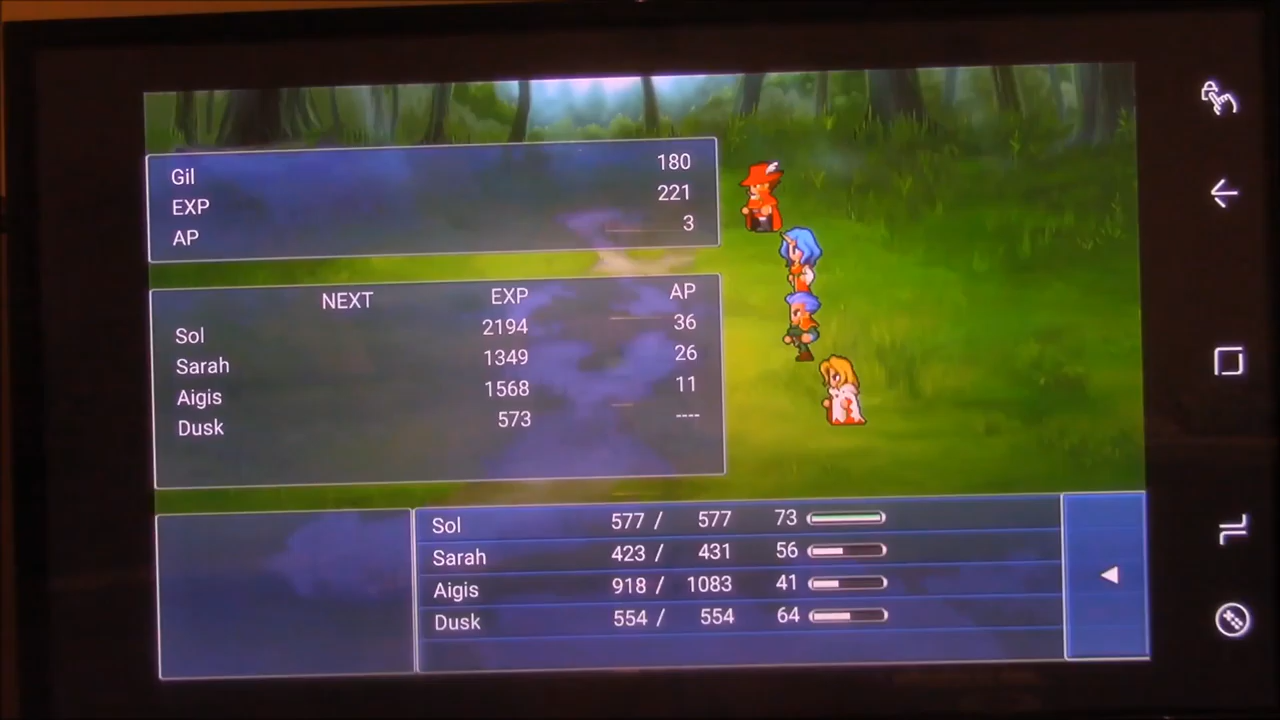 Gil 180
EXP 221
AP 3
NEXT EXP AP
Sol 2194 36
Sarah 1349 26
Aigis 1568 11
Dusk 573 ----
Sol 577 / 577 73
Sarah 423 / 431 56
Aigis 918 / 1083 41
Dusk 554 / 554 64